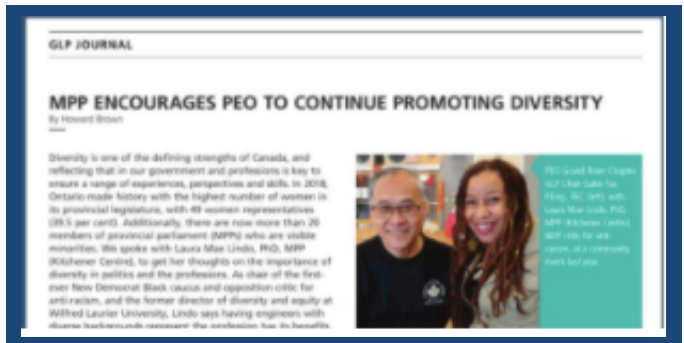 GLP JOURNAL
MPP ENCOURAGES PEO TO CONTINUE PROMOTING DIVERSITY
By Howard Brown
Diversity is one of the defining strengths of Canada, and
reflecting that in our government and professions is key to
ensure a range of experiences, perspectives and skills. In 2018,
Ontario made history with the highest number of women in
its provincial legislature, with 49 women representatives
(39.5 per cent). Additionally, there are now more than 20
members of provincial parliament (MPPs) who are visible
minorities. We spoke with Laura Mae Lindo, PhD, MPP
(Kitchener Centre), to get her thoughts on the importance of
diversity in politics and the professions. As chair of the first-
ever New Democrat Black caucus and opposition critic for
anti-racism, and the former director of diversity and equity at
Wilfred Laurier University, Lindo says having engineers with
diverse backgrounds represent the profession has its benefits.
PEO Grand River Chapter
GLP Chair Gabe Tse,
P.Eng., FEC (left), with
Laura Mae Lindo, PhD,
MPP (Kitchener Centre),
NDP critic for anti-
racism, at a community
event last year.